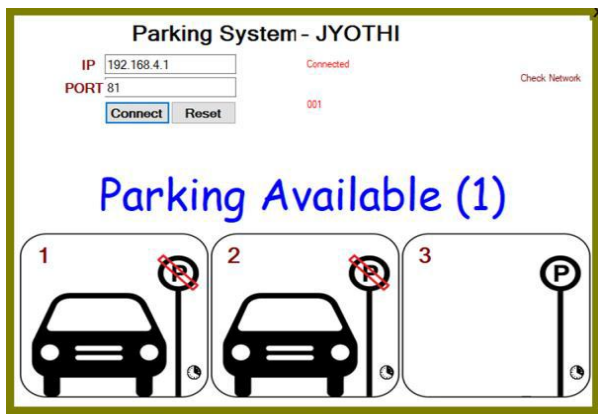 Parking System - JYOTHI
IP 192.168.4.1 Connected
Check Network
PORT 81
001
Connect Reset
Parking Available (1)
1 2 3
P P P